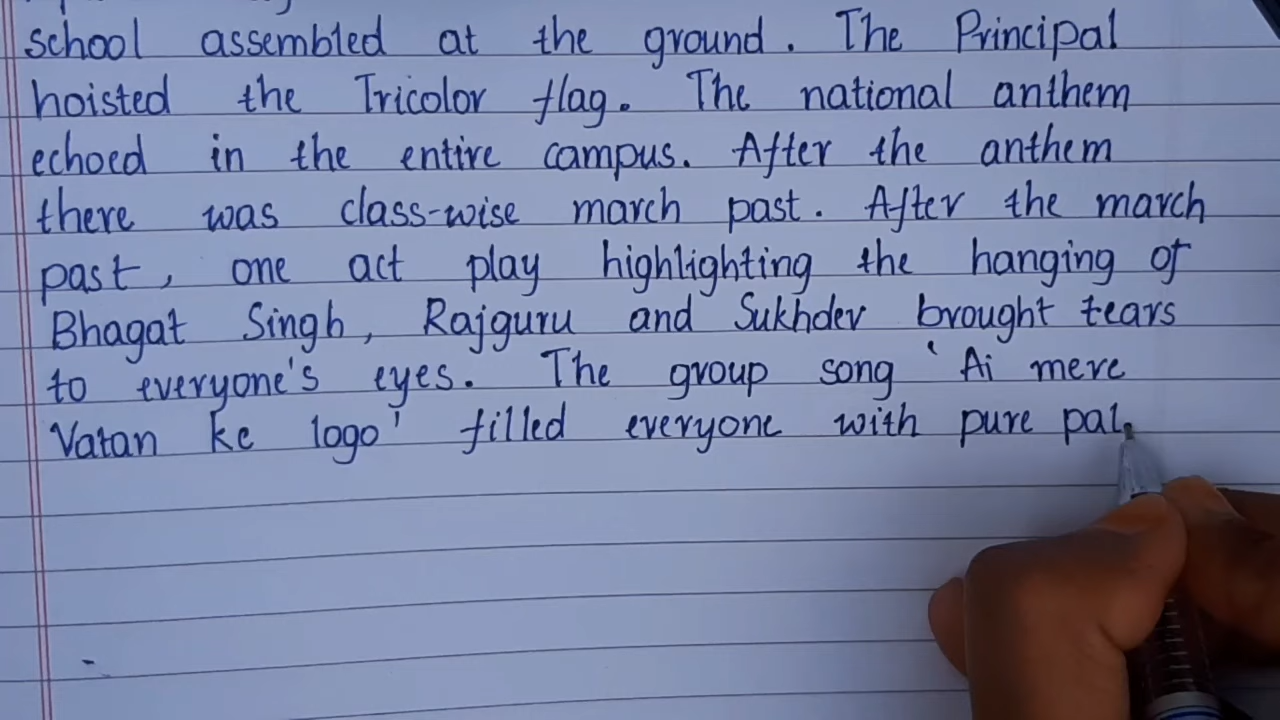 school assembled at the ground. The Principal
hoisted the Tricolor flag. The national anthem
echoed in the entire campus. After the anthem
there was class-wise march past. After the march
past, one act play highlighting the hanging of
Bhagat Singh, Rajguru and Sukhdev brought tears
to everyone's eyes. The group song 'Ai mere
Vatan ke logo' filled everyone with pure